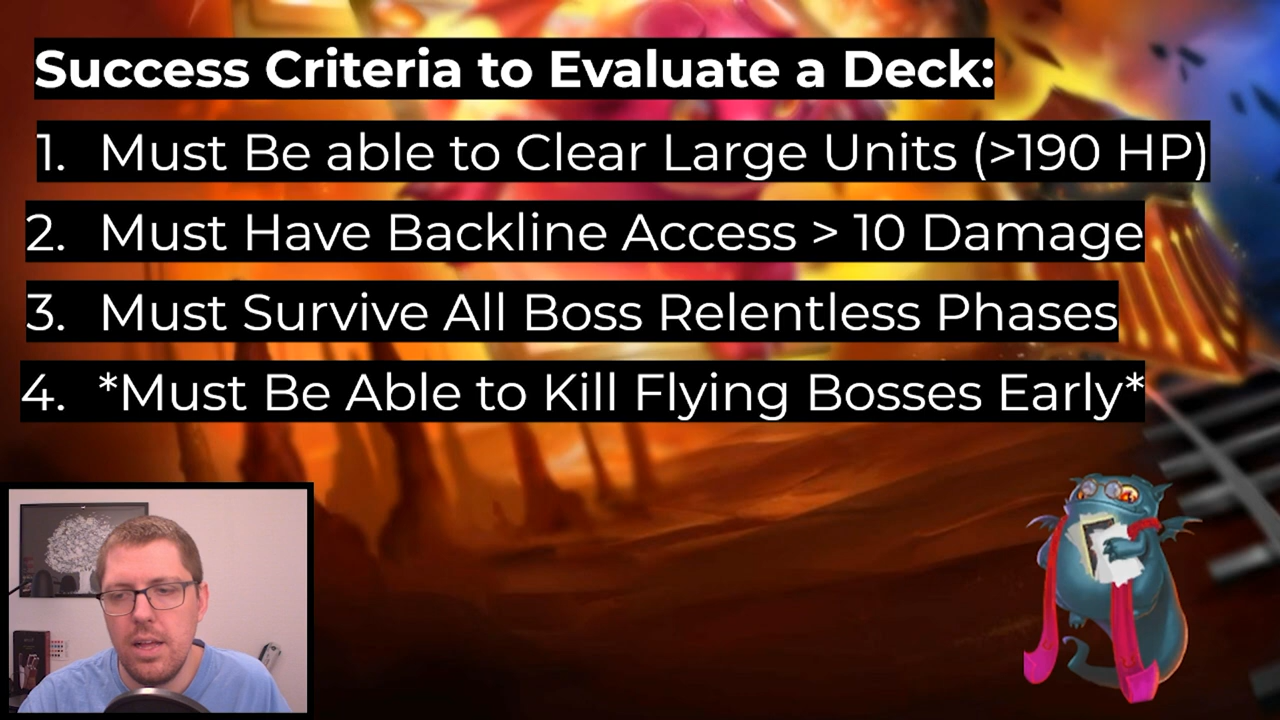 Success Criteria to Evaluate a Deck:
1. Must Be able to Clear Large Units (>190 HP)
2. Must Have Backline Access > 10 Damage
3. Must Survive All Boss Relentless Phases
4. *Must Be Able to Kill Flying Bosses Early*